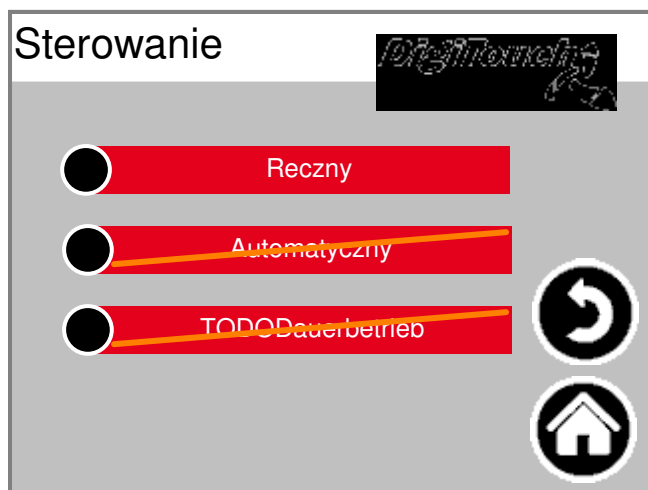 Sterowanie
DigiTouch
Reczny
Automatyczny
TODODauerbetrieb